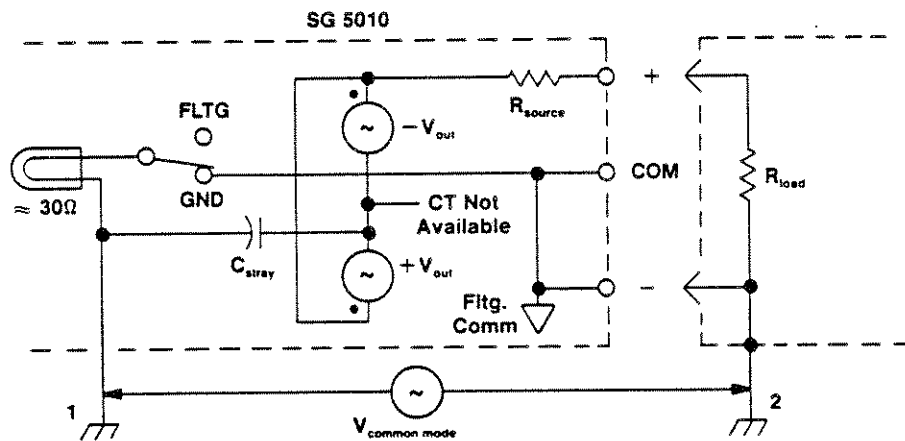 SG 5010
FLTG
GND
≈ 30Ω
C stray
~
−V out
CT Not
Available
~
+V out
R source
+
COM
−
Fltg.
Comm
R load
1
~
V common mode
2